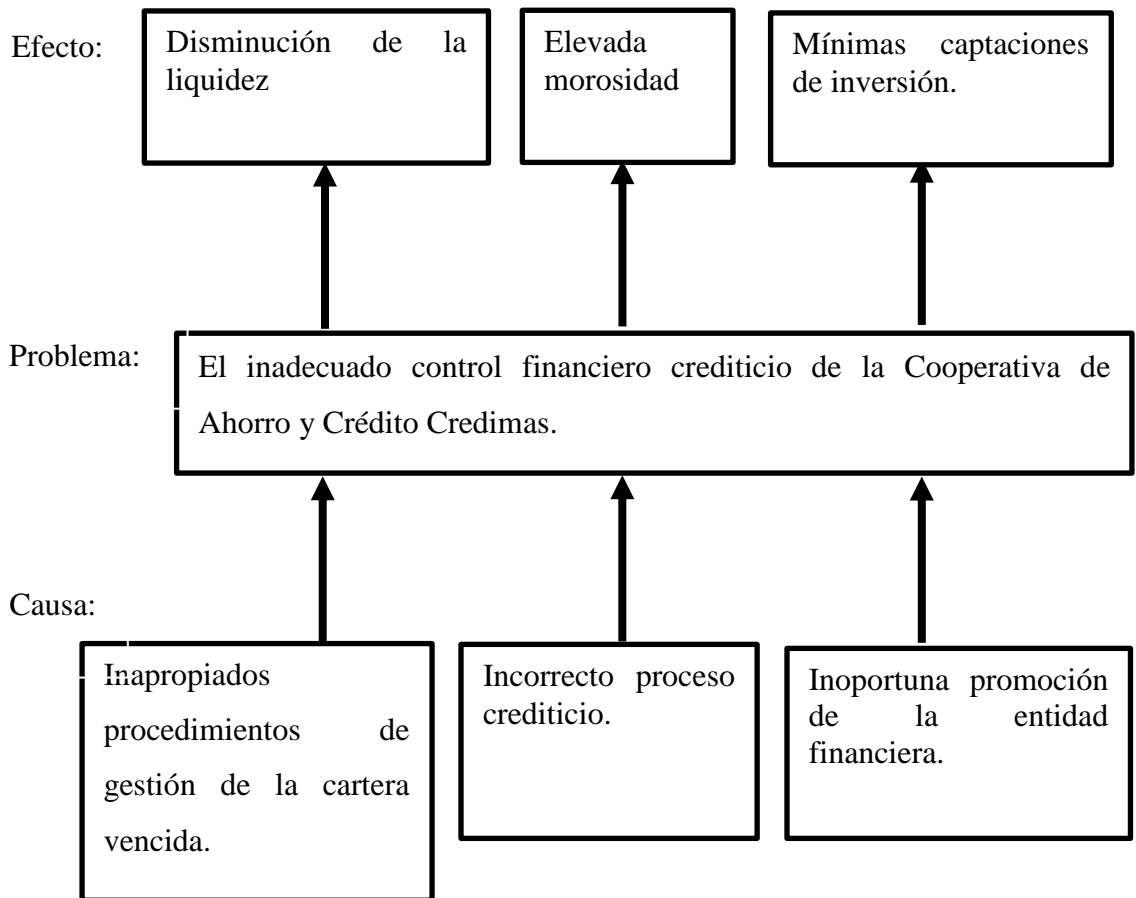 Efecto:
Disminución de la
liquidez
Elevada
morosidad
Mínimas captaciones
de inversión.
Problema:
El inadecuado control financiero crediticio de la Cooperativa de
Ahorro y Crédito Credimas.
Causa:
Inapropiados
procedimientos de
gestión de la cartera
vencida.
Incorrecto proceso
crediticio.
Inoportuna promoción
de la entidad
financiera.